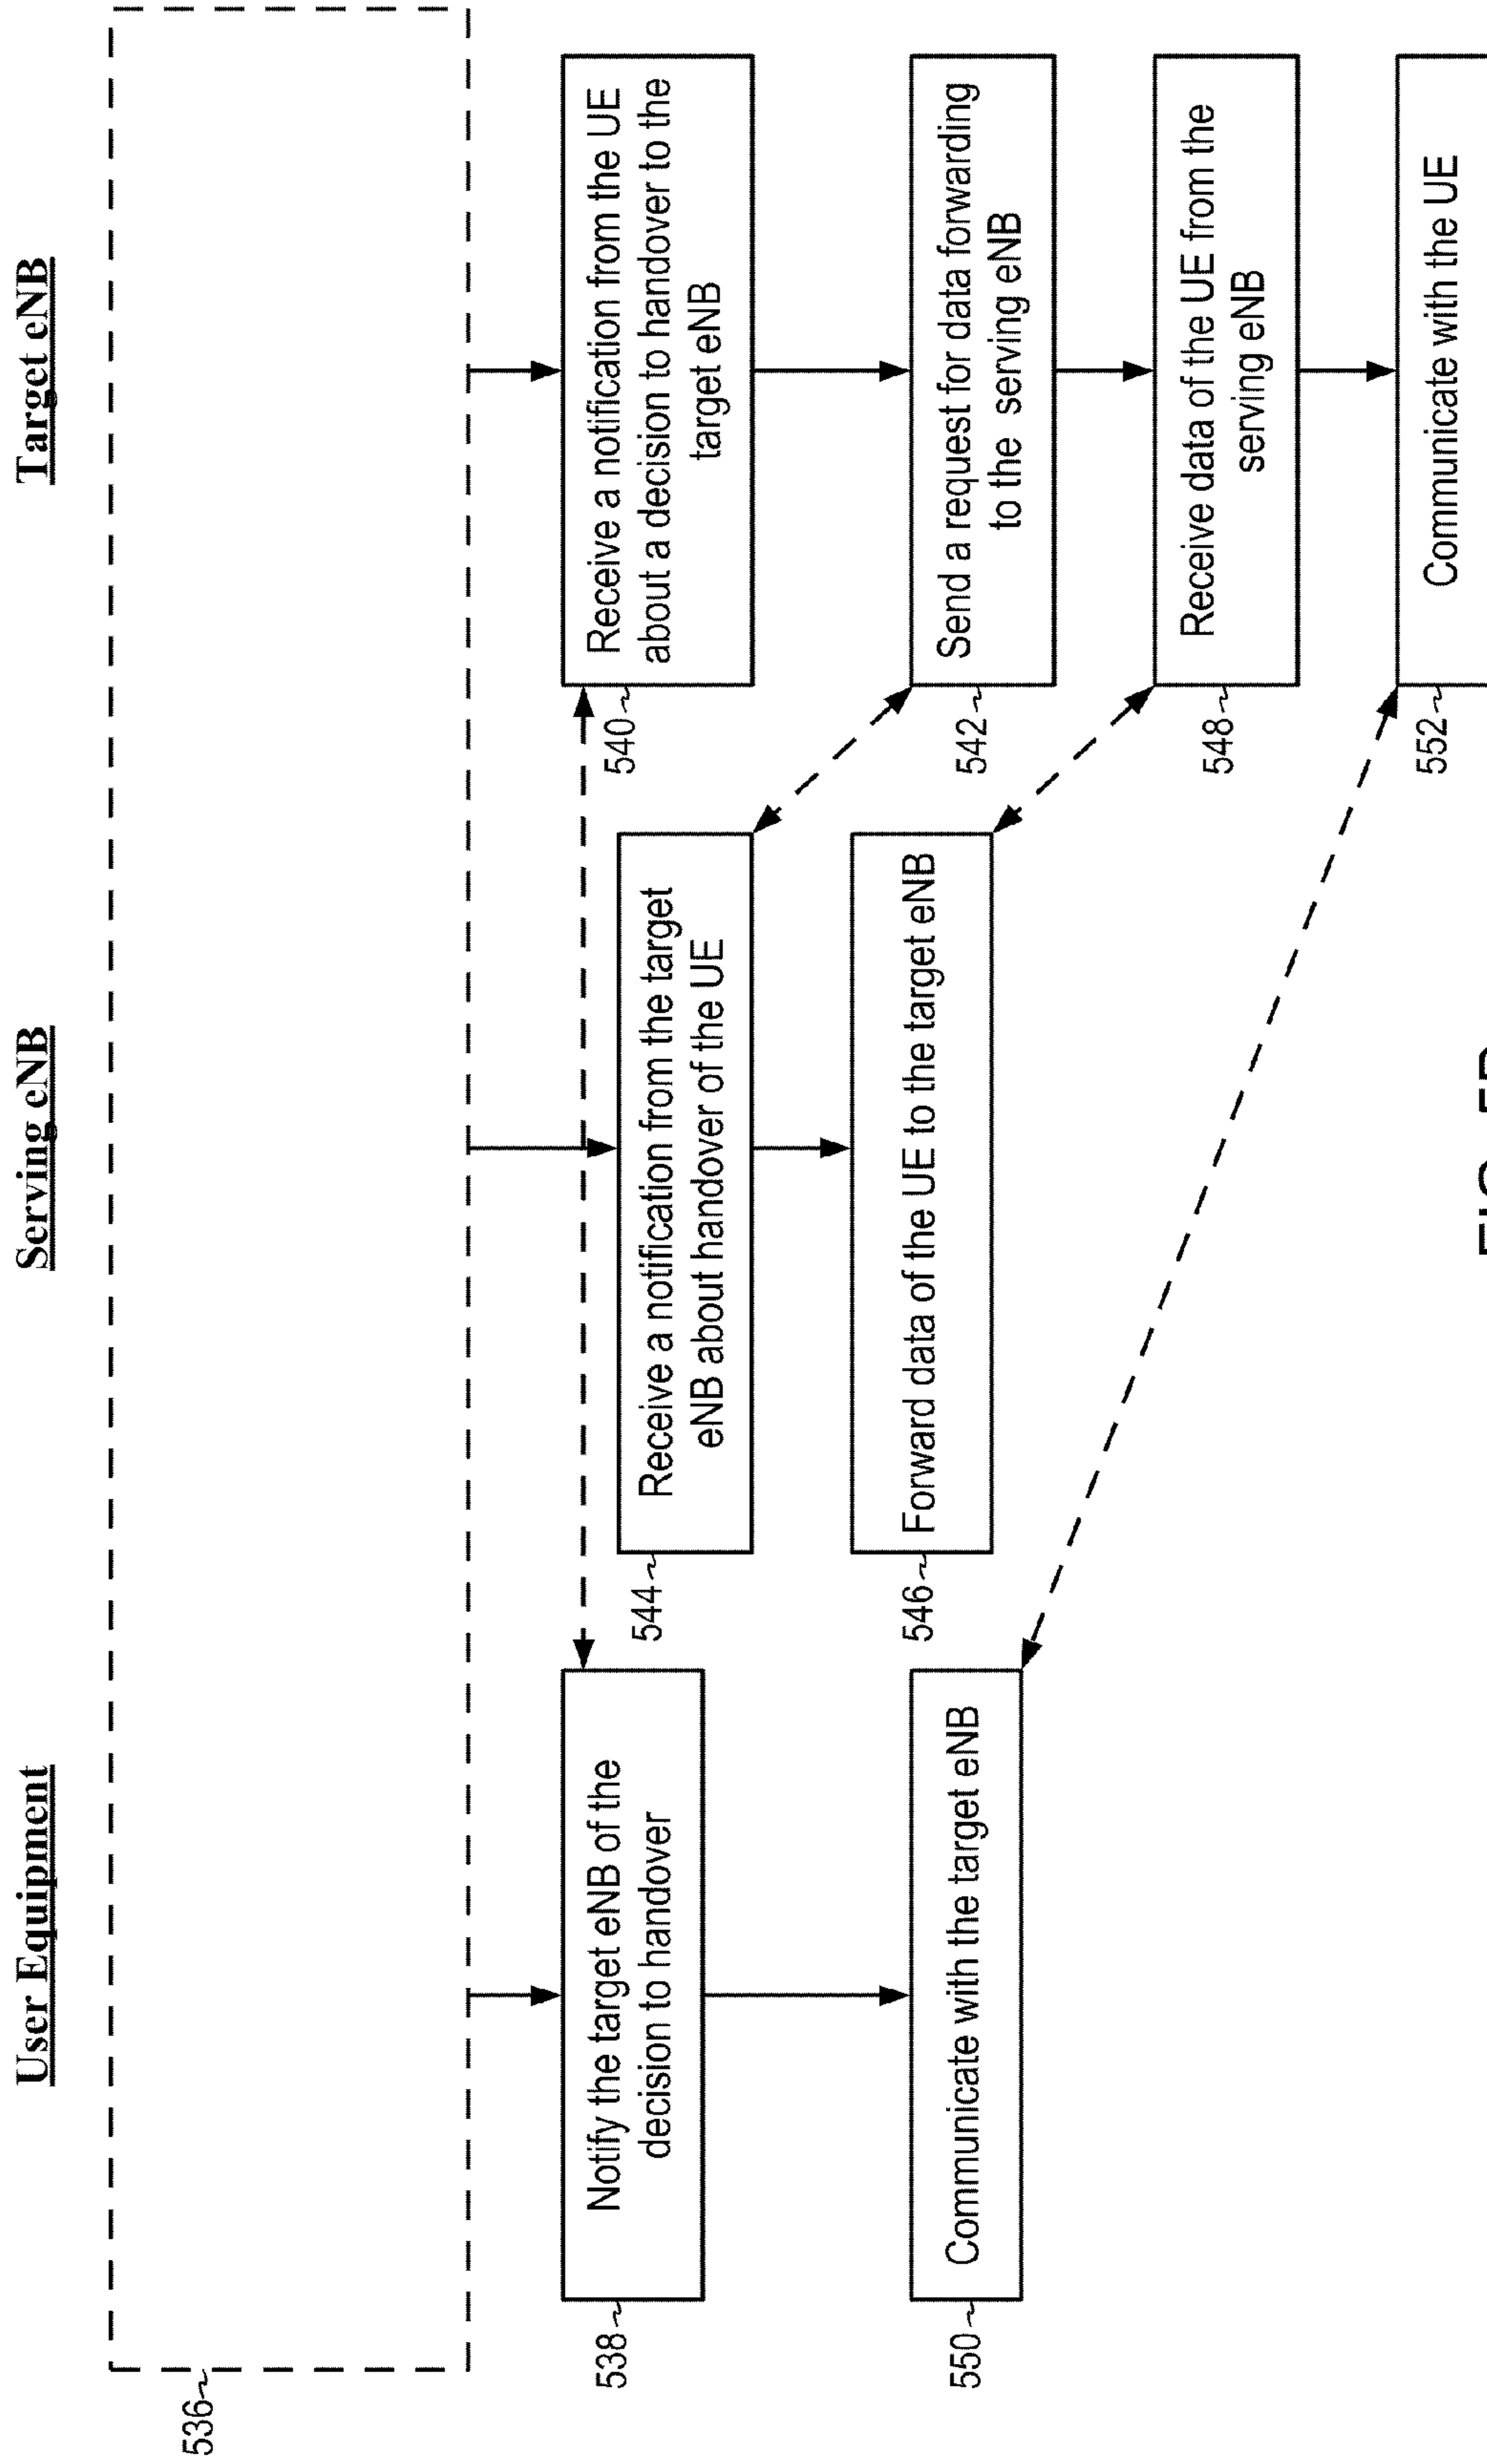 User Equipment
Serving eNB
Target eNB
536
538
Notify the target eNB of the
decision to handover
540
Receive a notification from the UE
about a decision to handover to the
target eNB
544
Receive a notification from the target
eNB about handover of the UE
542
Send a request for data forwarding
to the serving eNB
546
Forward data of the UE to the target eNB
548
Receive data of the UE from the
serving eNB
550
Communicate with the target eNB
552
Communicate with the UE